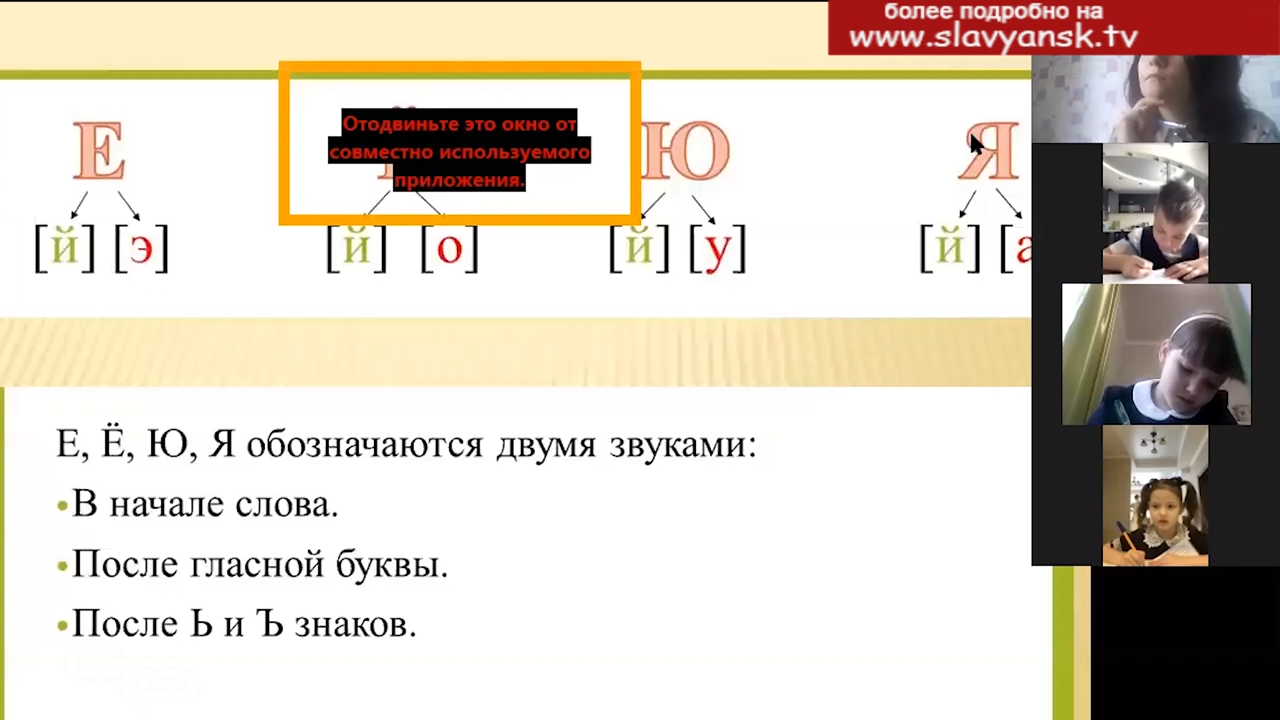 более подробно на
www.slavyansk.tv
Е Ю Я
Отодвиньте это окно от
совместно используемого
приложения.
[й] [э] [й] [о] [й] [у] [й] [а
Е, Ё, Ю, Я обозначаются двумя звуками:
•В начале слова.
•После гласной буквы.
•После Ь и Ъ знаков.